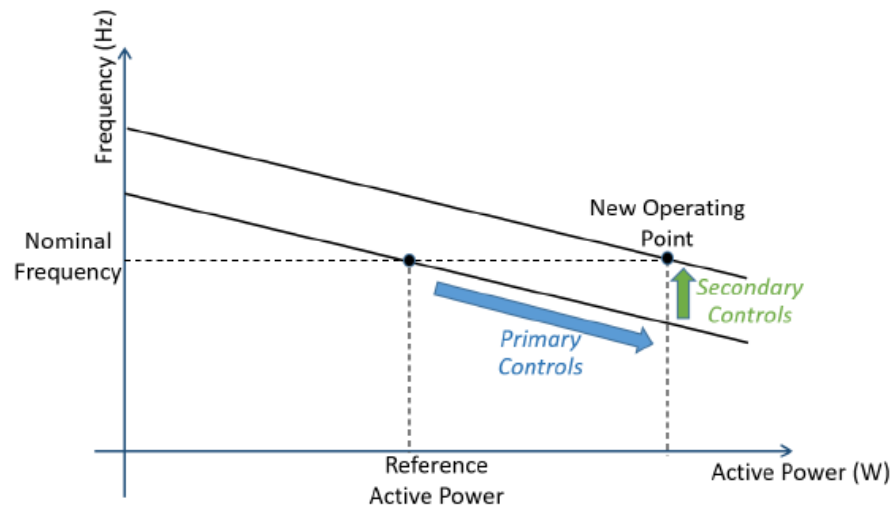 Frequency (Hz)
New Operating
Point
Nominal
Frequency
Secondary
Controls
Primary
Controls
Reference
Active Power
Active Power (W)